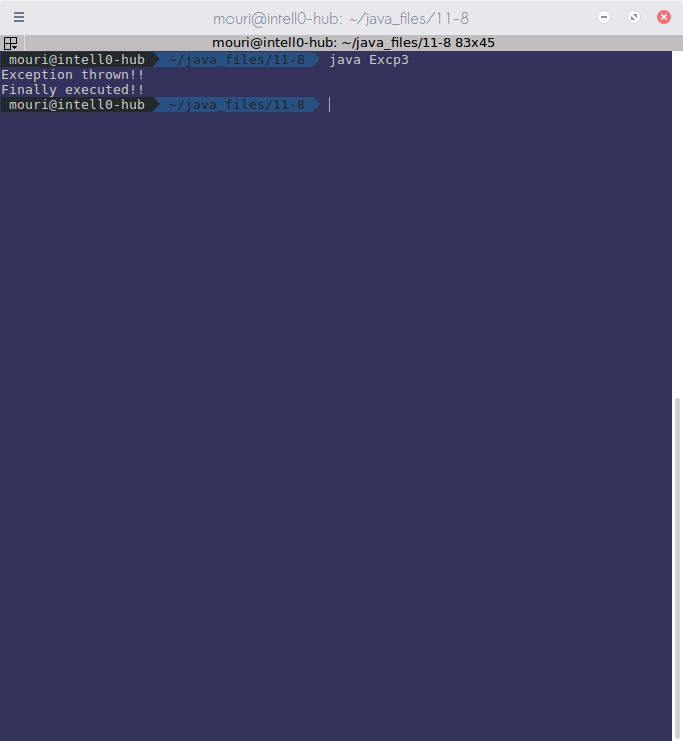 mouri@intell0-hub: ~/java_files/11-8
mouri@intell0-hub: ~/java_files/11-8 83x45
mouri@intell0-hub ~/java_files/11-8 java Excp3
Exception thrown!!
Finally executed!!
mouri@intell0-hub ~/java_files/11-8